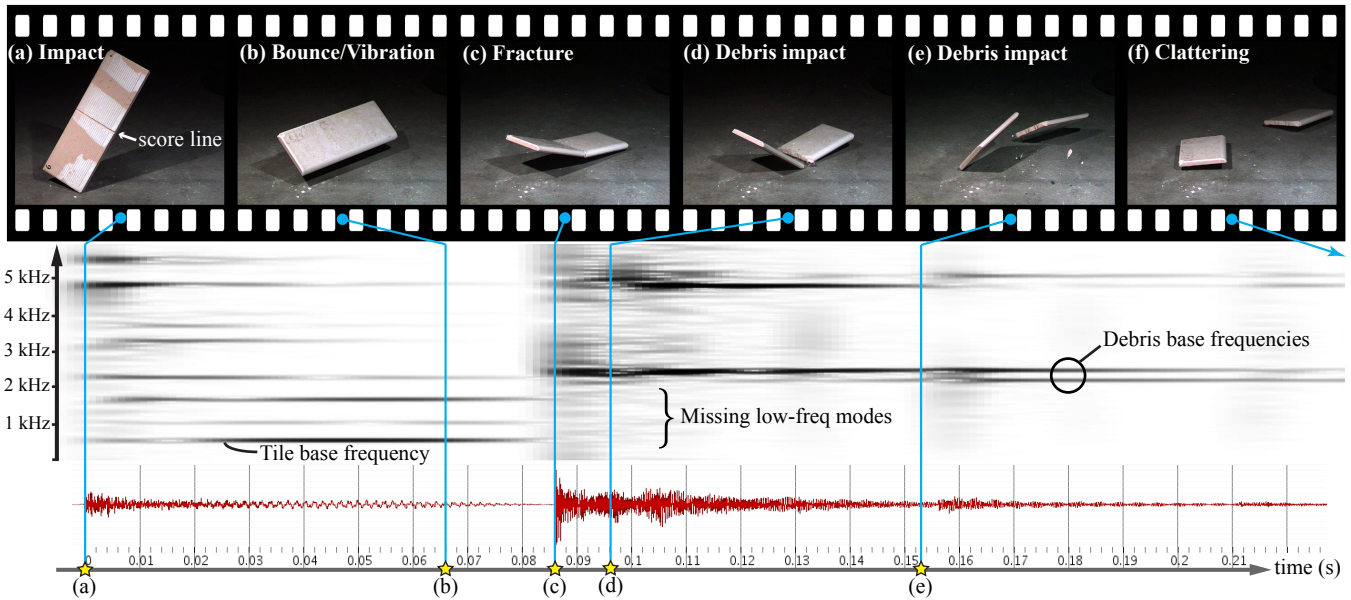 (a) Impact
(b) Bounce/Vibration
(c) Fracture
(d) Debris impact
(e) Debris impact
(f) Clattering
score line
5 kHz
4 kHz
3 kHz
2 kHz
1 kHz
Debris base frequencies
Missing low-freq modes
Tile base frequency
0 0.01 0.02 0.03 0.04 0.05 0.06 0.07 0.08 0.09 0.1 0.11 0.12 0.13 0.14 0.15 0.16 0.17 0.18 0.19 0.2 0.21
time (s)
(a) (b) (c) (d) (e)